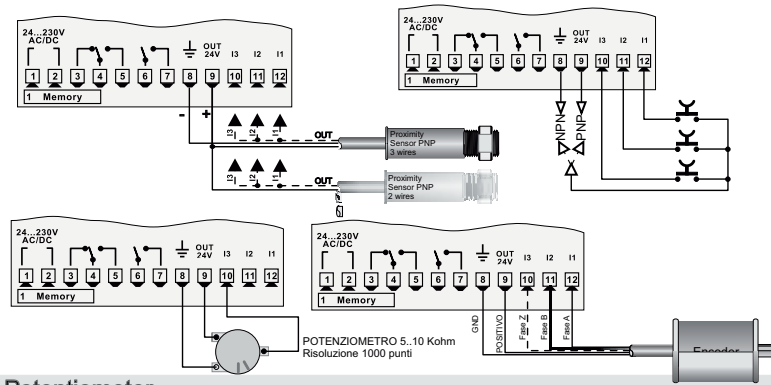 24...230V
AC/DC
OUT
24V
I3
I2
I1
1 2 3 4 5 6 7 8 9 10 11 12
1 Memory
- +
I3
I2
I1
OUT
Proximity
Sensor PNP
3 wires
I3
I2
I1
OUT
Proximity
Sensor PNP
2 wires
24...230V
AC/DC
OUT
24V
I3
I2
I1
1 2 3 4 5 6 7 8 9 10 11 12
1 Memory
NPN
PNP
24...230V
AC/DC
OUT
24V
I3
I2
I1
1 2 3 4 5 6 7 8 9 10 11 12
1 Memory
POTENZIOMETRO 5..10 Kohm
Risoluzione 1000 punti
24...230V
AC/DC
OUT
24V
I3
I2
I1
1 2 3 4 5 6 7 8 9 10 11 12
1 Memory
GND
POSITIVO
Fase Z
Fase B
Fase A
Encoder
Potentiometer